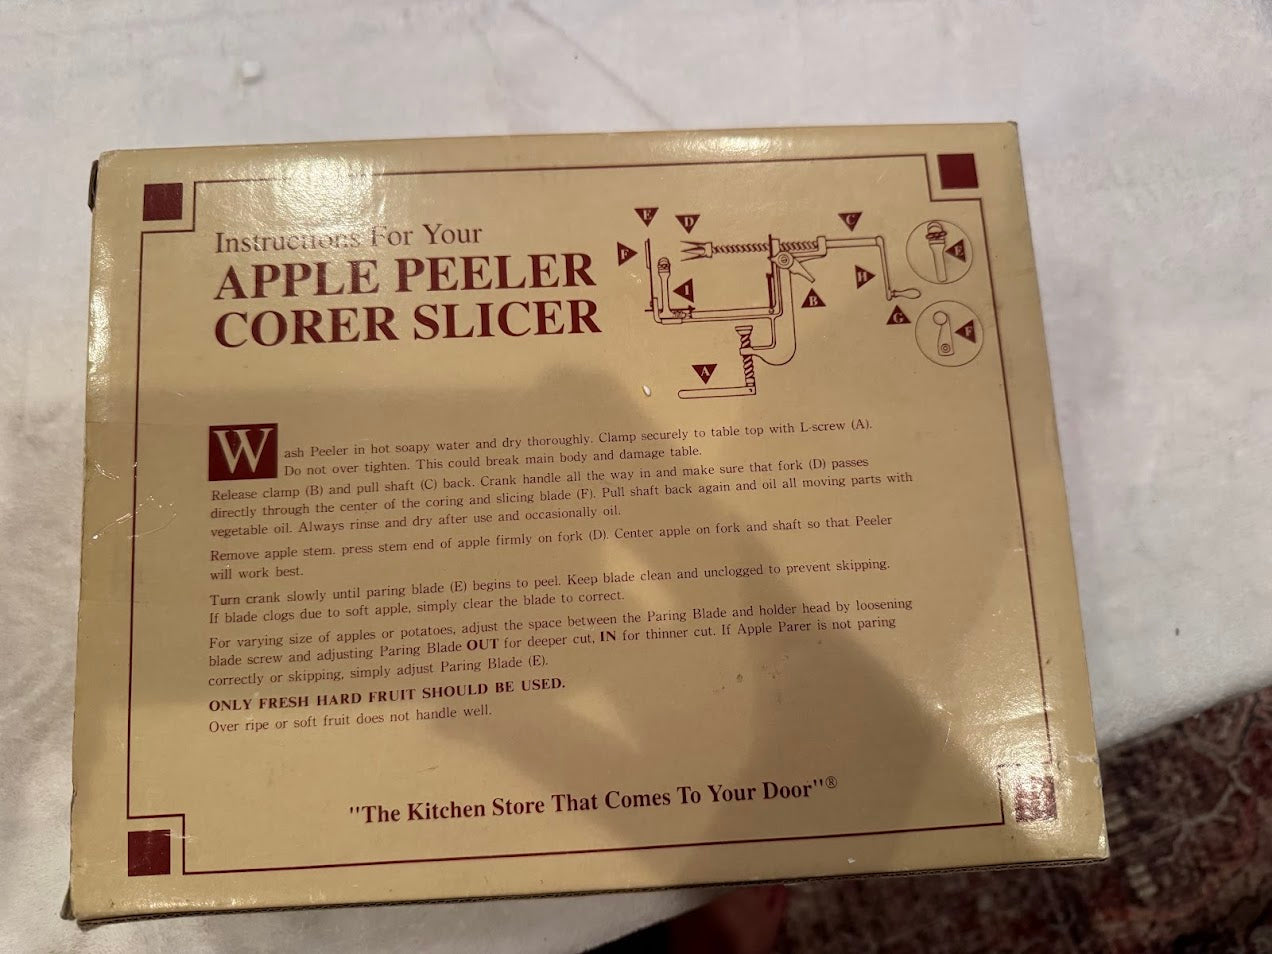 Instructions For Your
APPLE PEELER
CORER SLICER
E
D
C
F
E
I
B
H
G
F
A
Wash Peeler in hot soapy water and dry thoroughly. Clamp securely to table top with L-screw (A).
Do not over tighten. This could break main body and damage table.
Release clamp (B) and pull shaft (C) back. Crank handle all the way in and make sure that fork (D) passes
directly through the center of the coring and slicing blade (F). Pull shaft back again and oil all moving parts with
vegetable oil. Always rinse and dry after use and occasionally oil.
Remove apple stem. press stem end of apple firmly on fork (D). Center apple on fork and shaft so that Peeler
will work best.
Turn crank slowly until paring blade (E) begins to peel. Keep blade clean and unclogged to prevent skipping.
If blade clogs due to soft apple, simply clear the blade to correct.
For varying size of apples or potatoes, adjust the space between the Paring Blade and holder head by loosening
blade screw and adjusting Paring Blade OUT for deeper cut, IN for thinner cut. If Apple Parer is not paring
correctly or skipping, simply adjust Paring Blade (E).
ONLY FRESH HARD FRUIT SHOULD BE USED.
Over ripe or soft fruit does not handle well.
"The Kitchen Store That Comes To Your Door"®